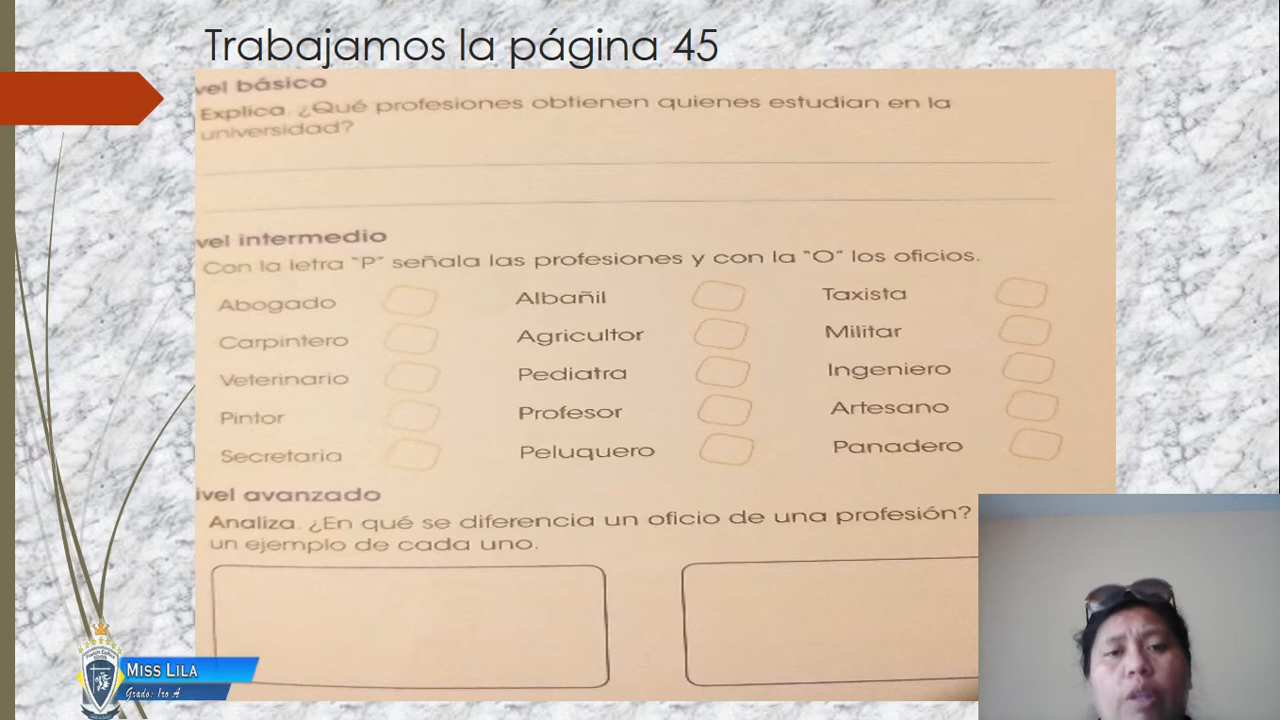 Trabajamos la página 45
vel básico
Explica. ¿Qué profesiones obtienen quienes estudian en la
universidad?
vel intermedio
Con la letra "P" señala las profesiones y con la "O" los oficios.
Abogado Albañil Taxista
Carpintero Agricultor Militar
Veterinario Pediatra Ingeniero
Pintor Profesor Artesano
Secretaria Peluquero Panadero
ivel avanzado
Analiza. ¿En qué se diferencia un oficio de una profesión?
un ejemplo de cada uno.
Miss Lila
Grado: 1ro A